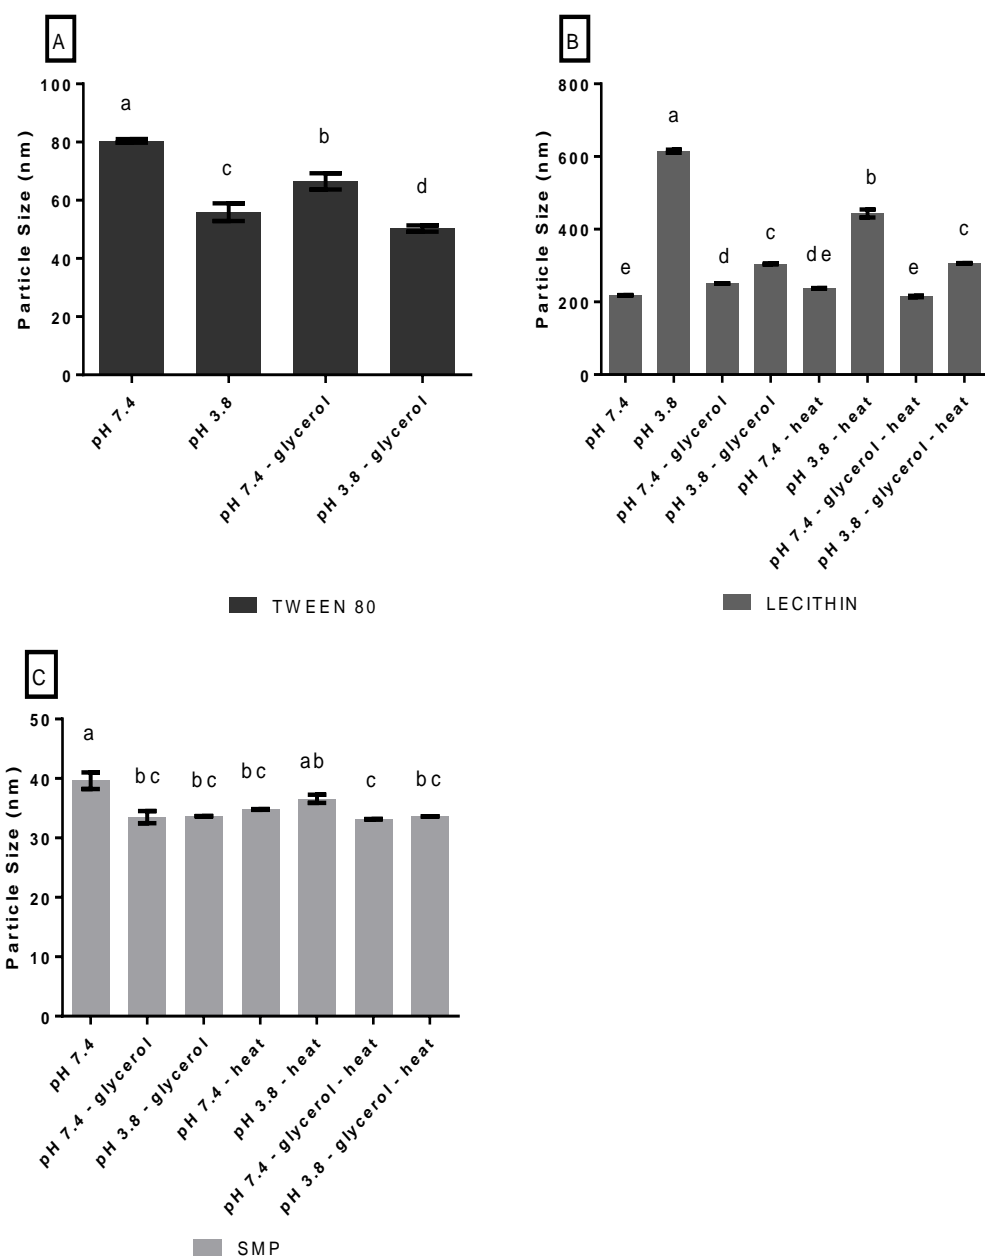 A
100
80
60
40
20
0
Particle Size (nm)
a
c
b
d
pH 7.4
pH 3.8
pH 7.4 - glycerol
pH 3.8 - glycerol
TWEEN 80
B
800
600
400
200
0
Particle Size (nm)
e
a
d
c
de
b
e
c
pH 7.4
pH 3.8
pH 7.4 - glycerol
pH 3.8 - glycerol
pH 7.4 - heat
pH 3.8 - heat
pH 7.4 - glycerol - heat
pH 3.8 - glycerol - heat
LECITHIN
C
50
40
30
20
10
0
Particle Size (nm)
a
bc
bc
bc
ab
c
bc
pH 7.4
pH 7.4 - glycerol
pH 3.8 - glycerol
pH 7.4 - heat
pH 3.8 - heat
pH 7.4 - glycerol - heat
pH 3.8 - glycerol - heat
SMP